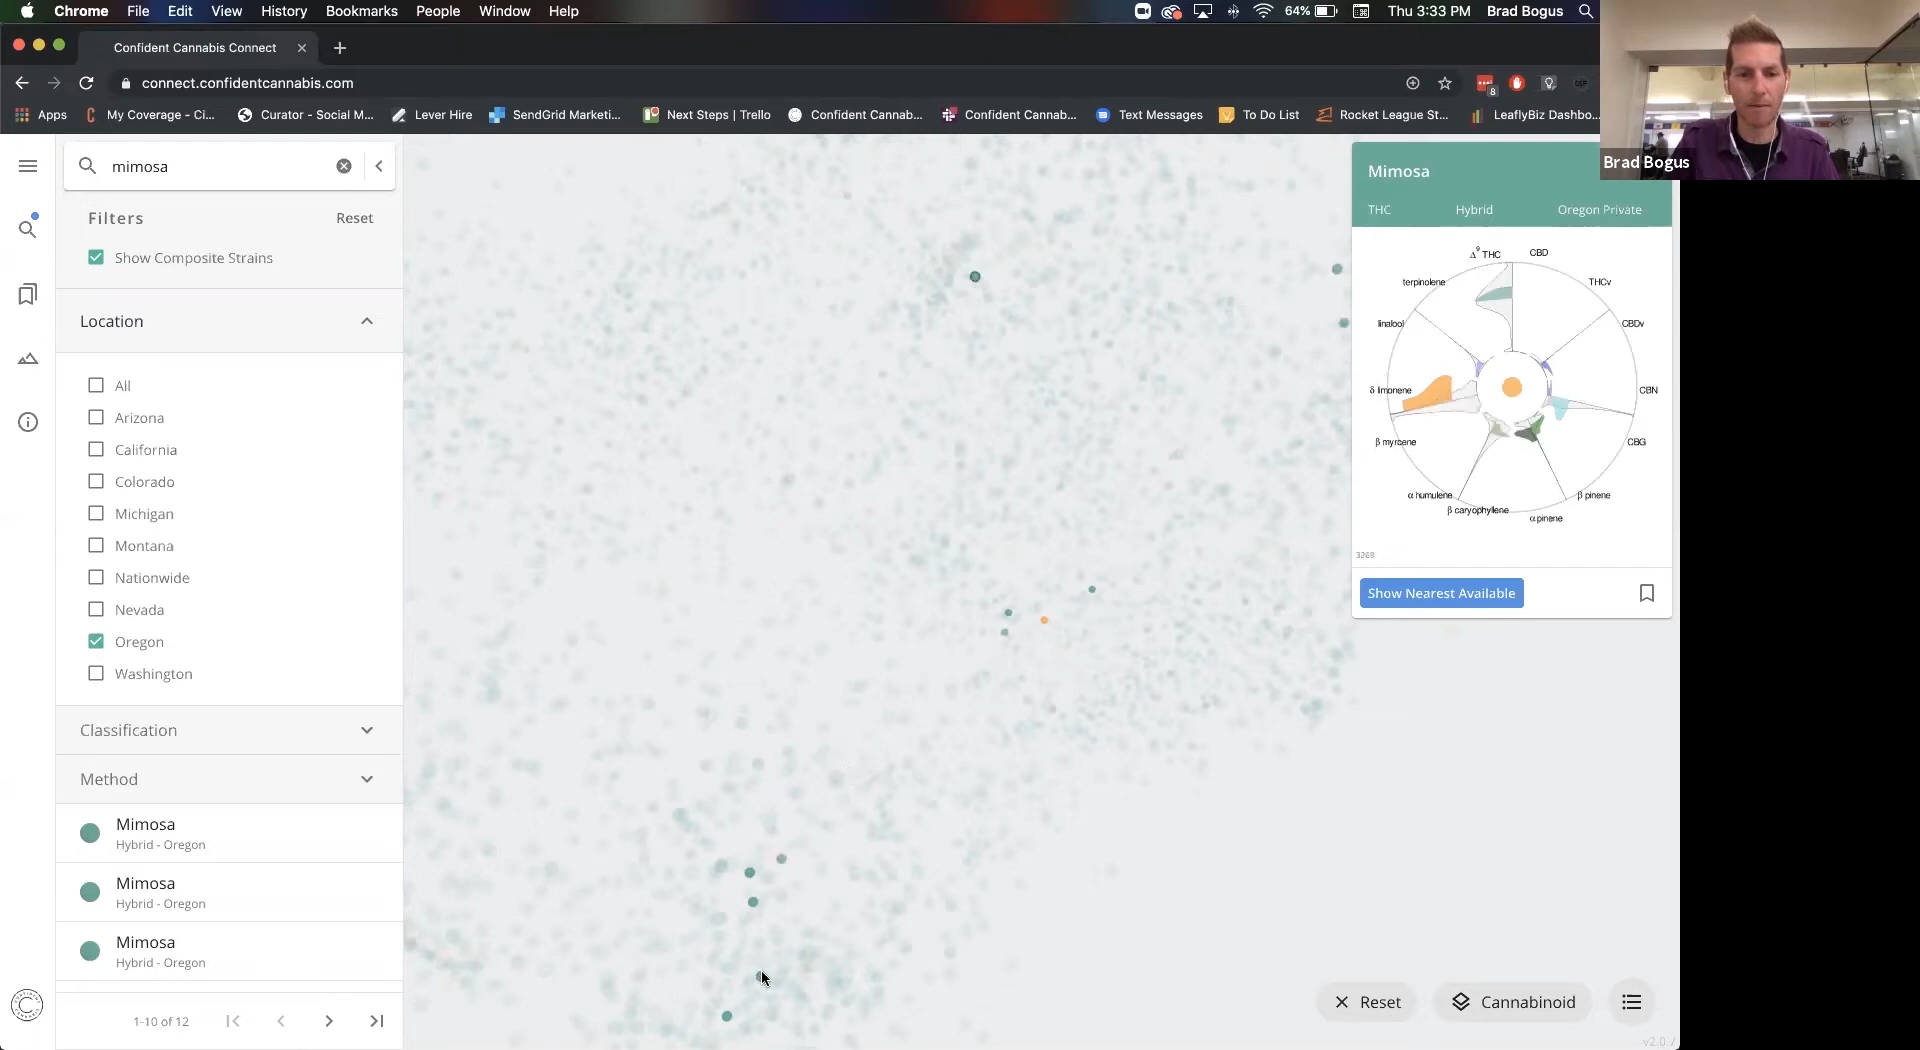 Chrome File Edit View History Bookmarks People Window Help 64% Thu 3:33 PM Brad Bogus
Confident Cannabis Connect
connect.confidentcannabis.com
8
Apps My Coverage - Ci... Curator - Social M... Lever Hire SendGrid Marketi... Next Steps | Trello Confident Cannab... Confident Cannab... Text Messages To Do List Rocket League St... LeaflyBiz Dashbo...
Brad Bogus
mimosa
Filters Reset
Show Composite Strains
Location
All
Arizona
California
Colorado
Michigan
Montana
Nationwide
Nevada
Oregon
Washington
Classification
Method
Mimosa
Hybrid - Oregon
Mimosa
Hybrid - Oregon
Mimosa
Hybrid - Oregon
1-10 of 12
Mimosa
THC Hybrid Oregon Private
Δ9 THC CBD
terpinolene THCv
linalool CBDv
δ limonene CBN
β myrcene CBG
α humulene β pinene
β caryophyllene α pinene
3268
Show Nearest Available
Reset Cannabinoid